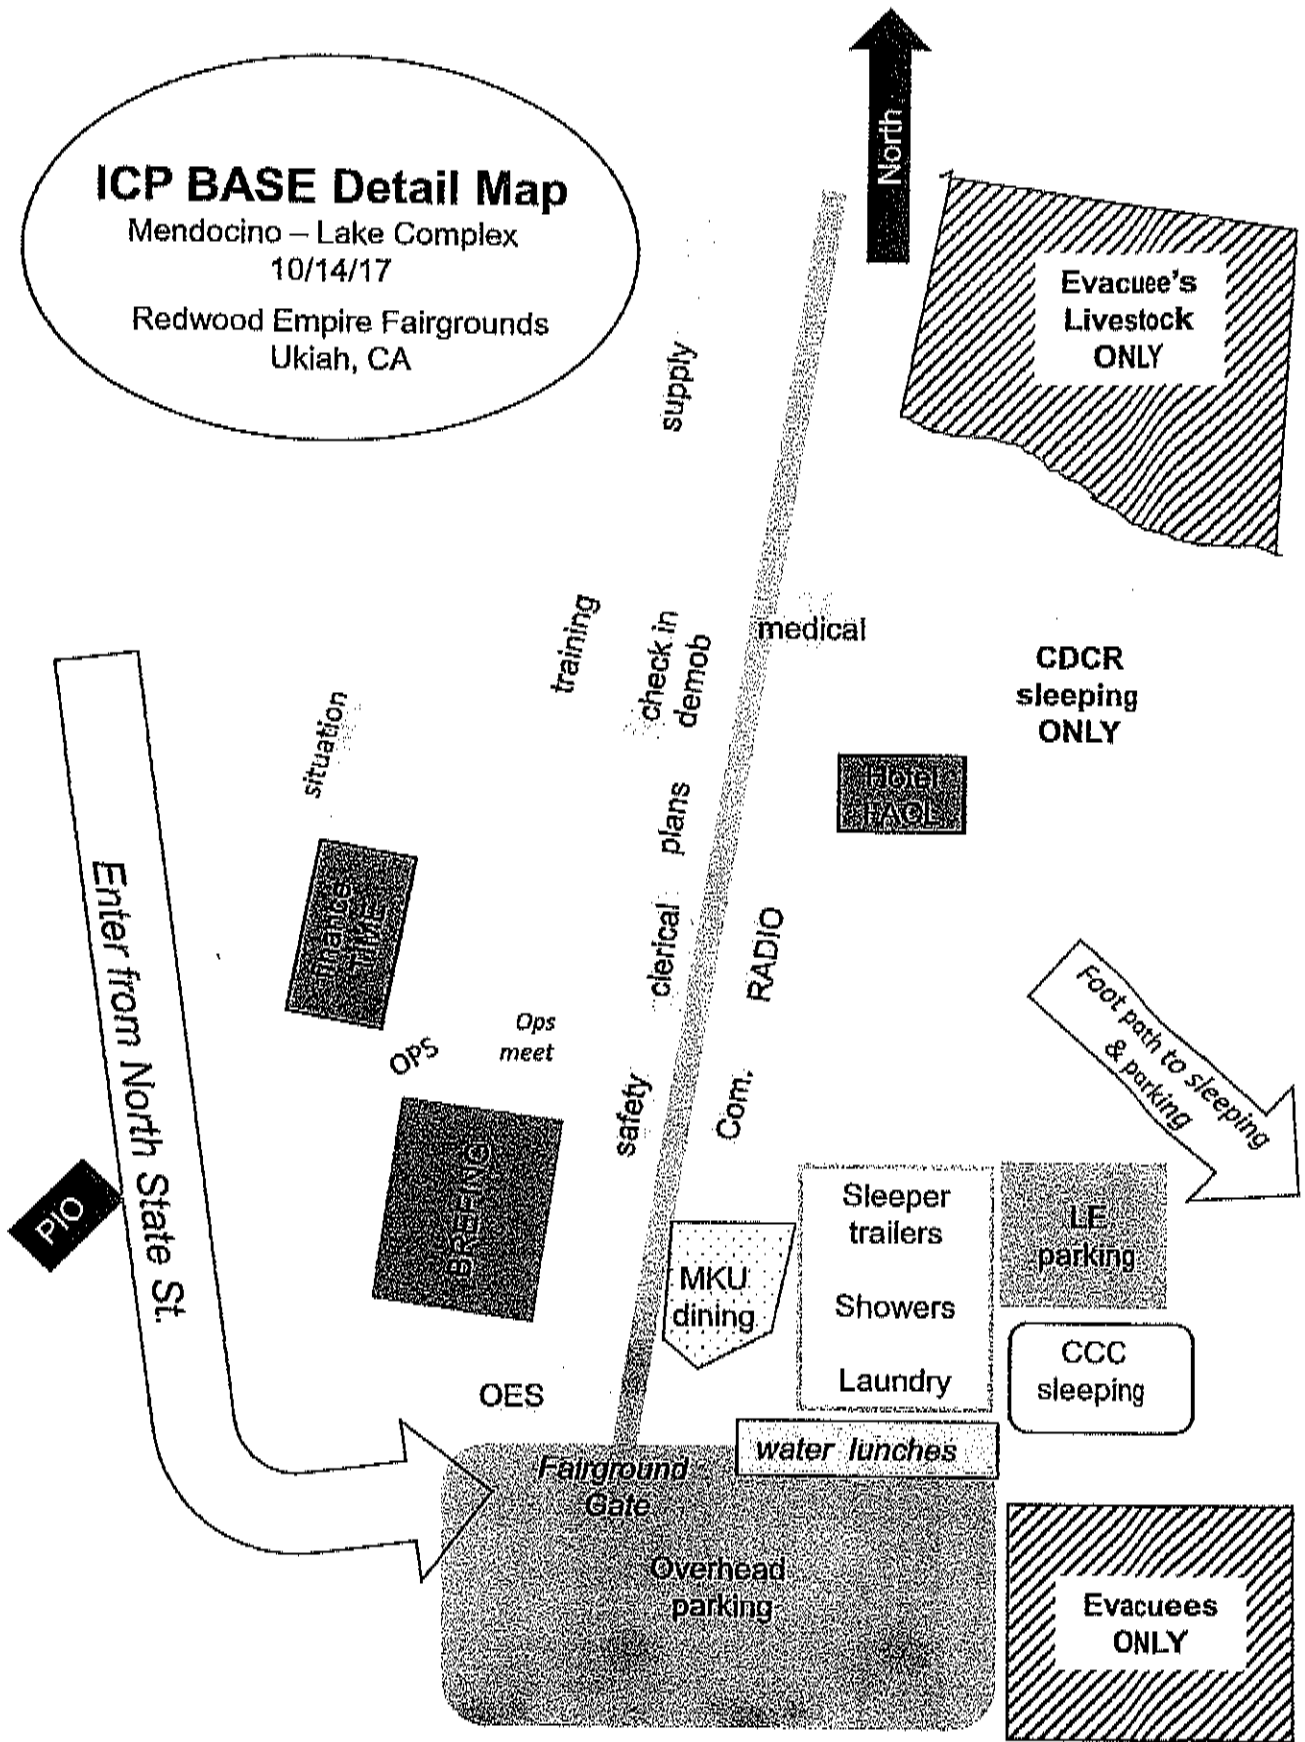 North
ICP BASE Detail Map
Mendocino – Lake Complex
10/14/17
Redwood Empire Fairgrounds
Ukiah, CA
Evacuee's
Livestock
ONLY
supply
training
check in
demob
medical
CDCR
sleeping
ONLY
situation
plans
Hotel
FACL
finance
TIME
clerical
RADIO
Enter from North State St.
Foot path to sleeping
& parking
OPS
Ops
meet
safety
Com.
PIO
BREFING
Sleeper
trailers
Showers
Laundry
LE
parking
MKU
dining
CCC
sleeping
OES
water lunches
Fairground
Gate
Overhead
parking
Evacuees
ONLY